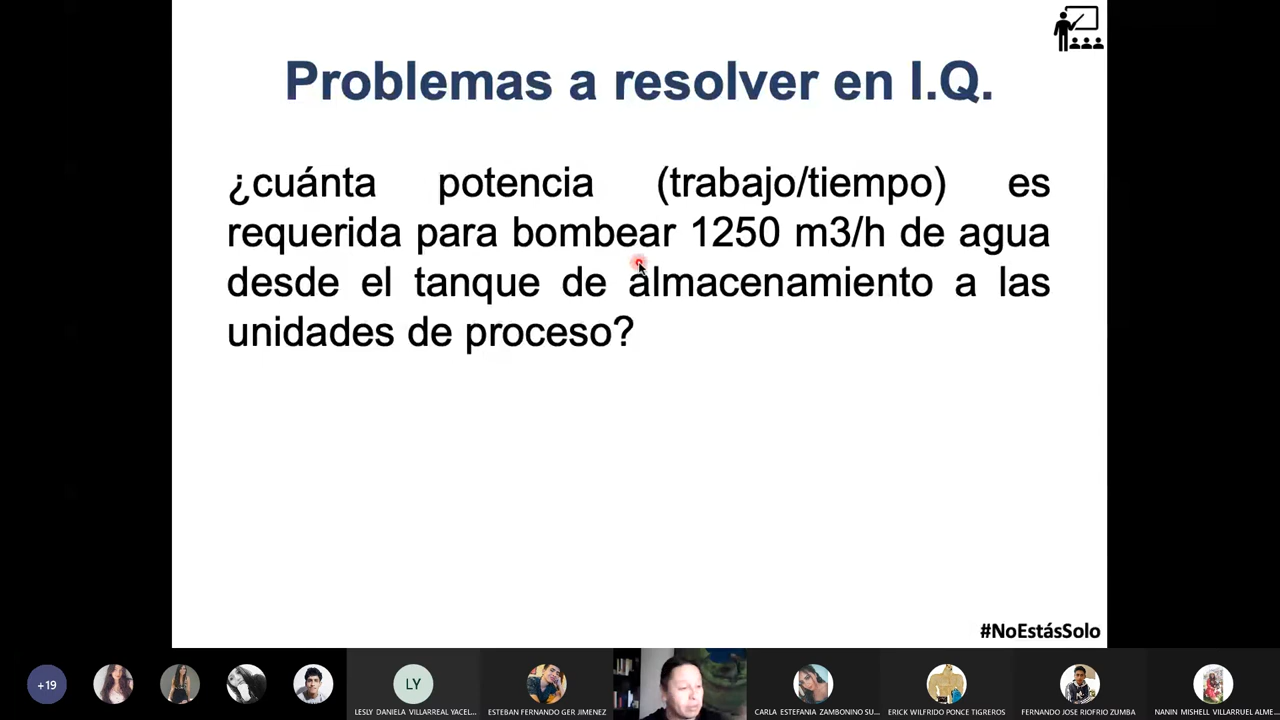 Problemas a resolver en I.Q.
¿cuánta potencia (trabajo/tiempo) es
requerida para bombear 1250 m3/h de agua
desde el tanque de almacenamiento a las
unidades de proceso?
#NoEstásSolo
+19
LY
LESLY DANIELA VILLARREAL YACEL...
ESTEBAN FERNANDO GER JIMENEZ
CARLA ESTEFANIA ZAMBONINO SU...
ERICK WILFRIDO PONCE TIGREROS
FERNANDO JOSE RIOFRIO ZUMBA
NANIN MISHELL VILLARRUEL ALME...